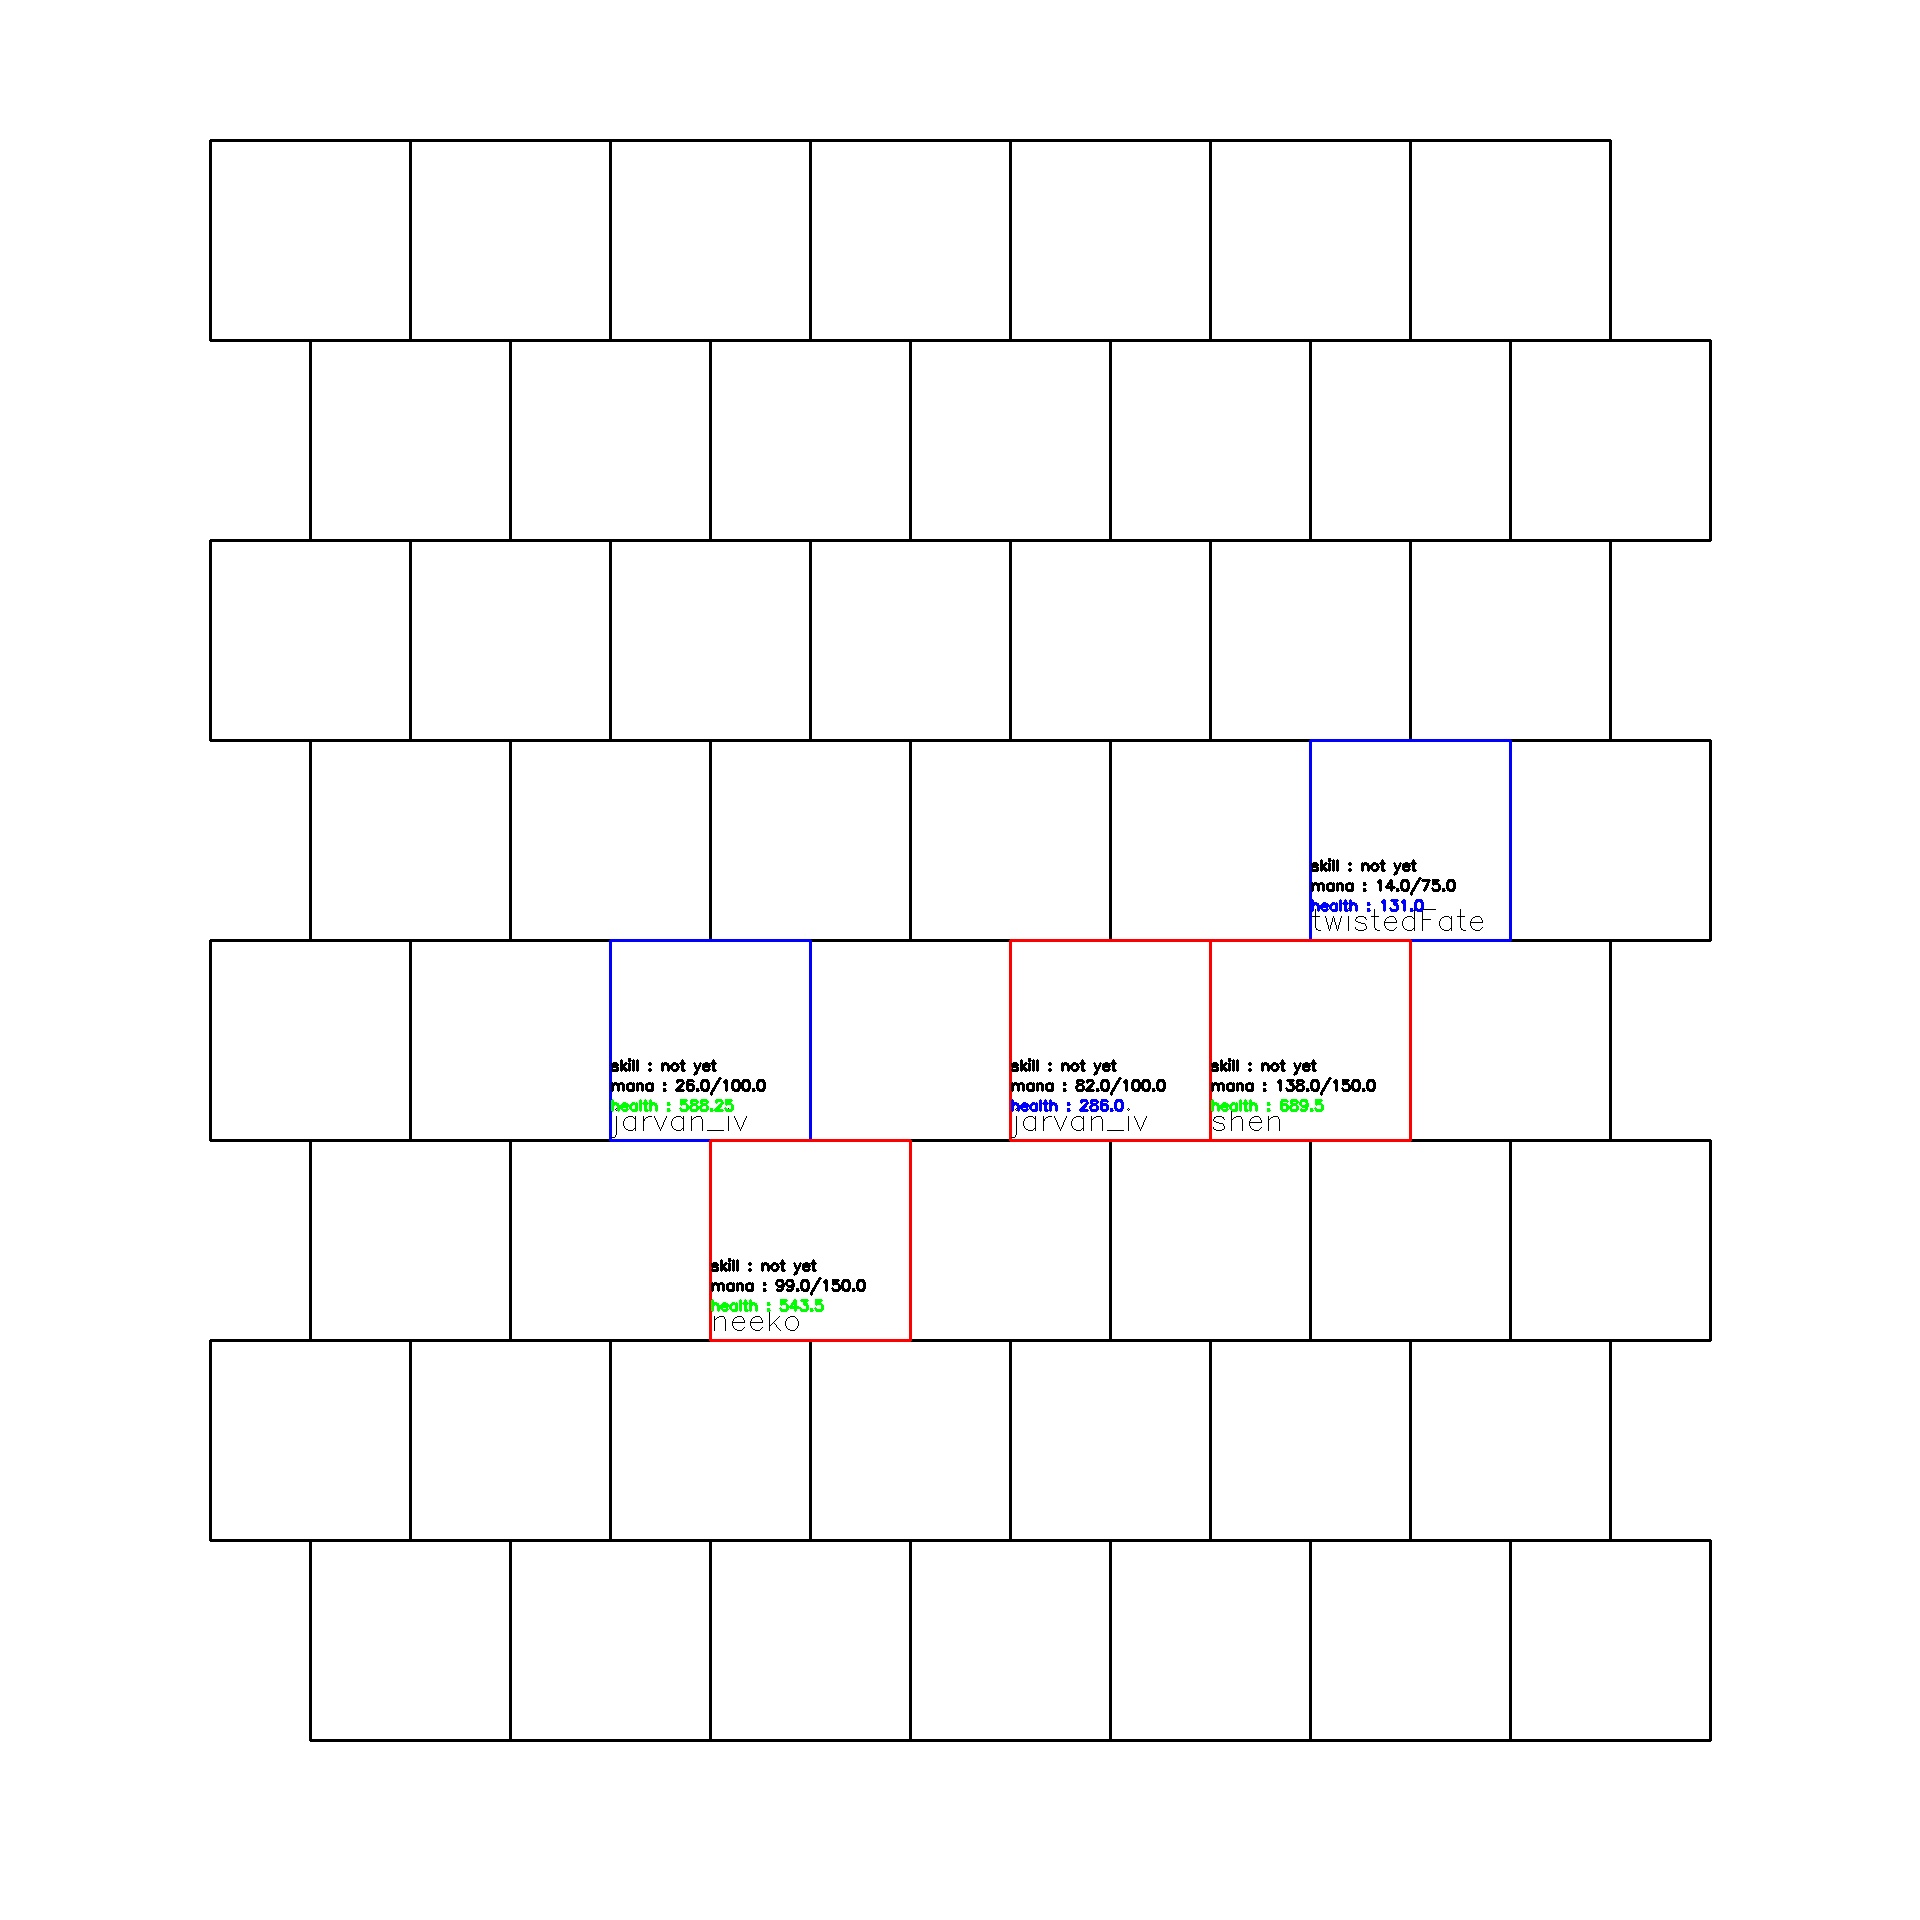 skill : not yet
mana : 14.0/75.0
health : 131.0
twistedFate
skill : not yet
mana : 26.0/100.0
health : 588.25
jarvan_iv
skill : not yet
mana : 82.0/100.0
health : 286.0
jarvan_iv
skill : not yet
mana : 138.0/150.0
health : 689.5
shen
skill : not yet
mana : 99.0/150.0
health : 543.5
neeko